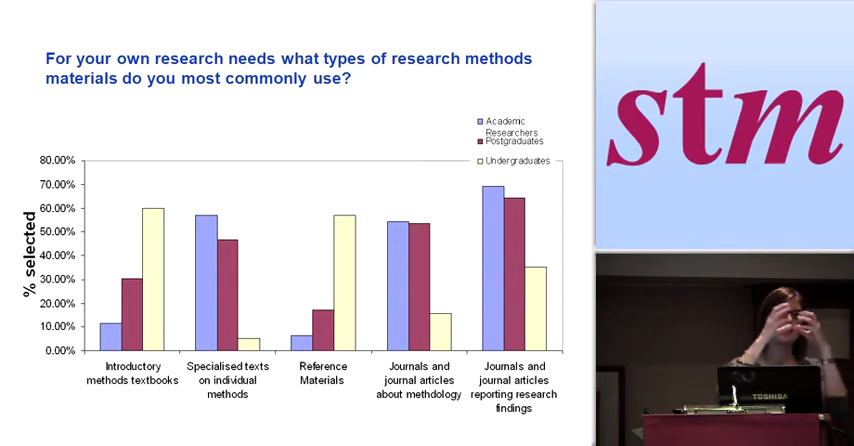 For your own research needs what types of research methods
materials do you most commonly use?
Academic
Researchers
Postgraduates
Undergraduates
80.00%
70.00%
60.00%
50.00%
40.00%
30.00%
20.00%
10.00%
0.00%
% selected
Introductory
methods textbooks
Specialised texts
on individual
methods
Reference
Materials
Journals and
journal articles
about methdology
Journals and
journal articles
reporting research
findings
stm
TOSHIBA